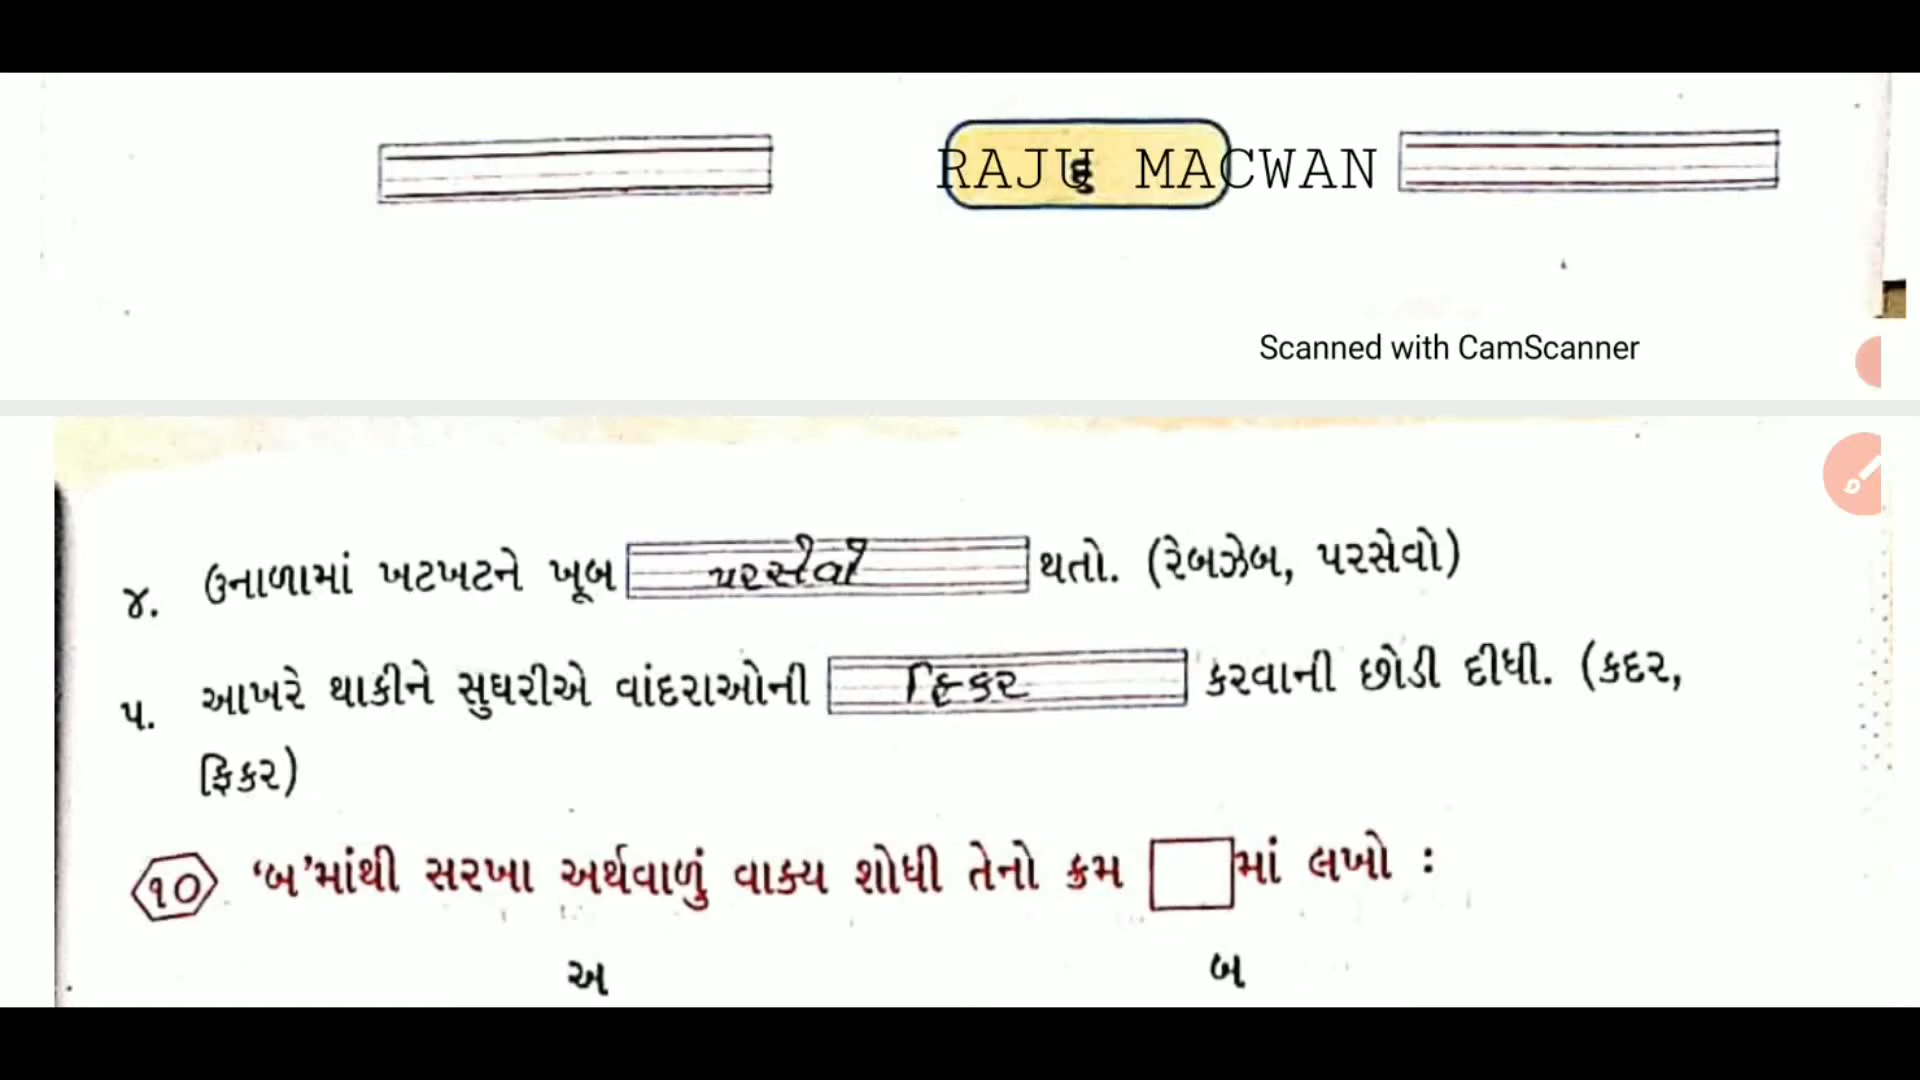 RAJU MACWAN
Scanned with CamScanner
૪. ઉનાળામાં ખટખટને ખૂબ પરસેવો થતો. (રેબઝેબ, પરસેવો)
૫. આખરે થાકીને સુઘરીએ વાંદરાઓની ફિકર કરવાની છોડી દીધી. (કદર,
ફિકર)
૧૦ ‘બ’માંથી સરખા અર્થવાળું વાક્ય શોધી તેનો ક્રમ માં લખો :
અ બ